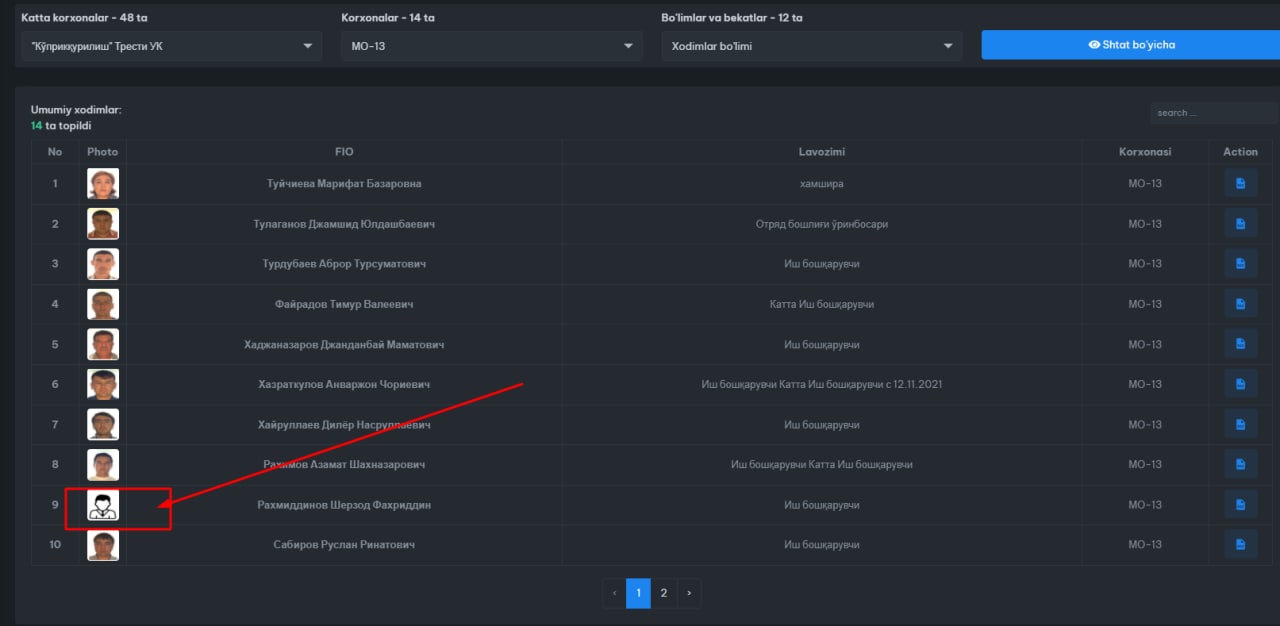 Katta korxonalar - 48 ta Korxonalar - 14 ta Bo'limlar va bekatlar - 12 ta
"Кўприкқурилиш" Трести УК МО-13 Xodimlar bo'limi Shtat bo'yicha
Umumiy xodimlar:
14 ta topildi
search ...
No Photo FIO Lavozimi Korxonasi Action
1 Туйчиева Марифат Базаровна хамшира МО-13
2 Тулаганов Джамшид Юлдашбаевич Отряд бошлиғи ўринбосари МО-13
3 Турдубаев Аброр Турсуматович Иш бошқарувчи МО-13
4 Файрадов Тимур Валеевич Катта Иш бошқарувчи МО-13
5 Хаджаназаров Джанданбай Маматович Иш бошқарувчи МО-13
6 Хазраткулов Анваржон Чориевич Иш бошқарувчи Катта Иш бошқарувчи с 12.11.2021 МО-13
7 Хайруллаев Дилёр Насруллаевич Иш бошқарувчи МО-13
8 Рахимов Азамат Шахназарович Иш бошқарувчи Катта Иш бошқарувчи МО-13
9 Рахмиддинов Шерзод Фахриддин Иш бошқарувчи МО-13
10 Сабиров Руслан Ринатович Иш бошқарувчи МО-13
‹ 1 2 ›